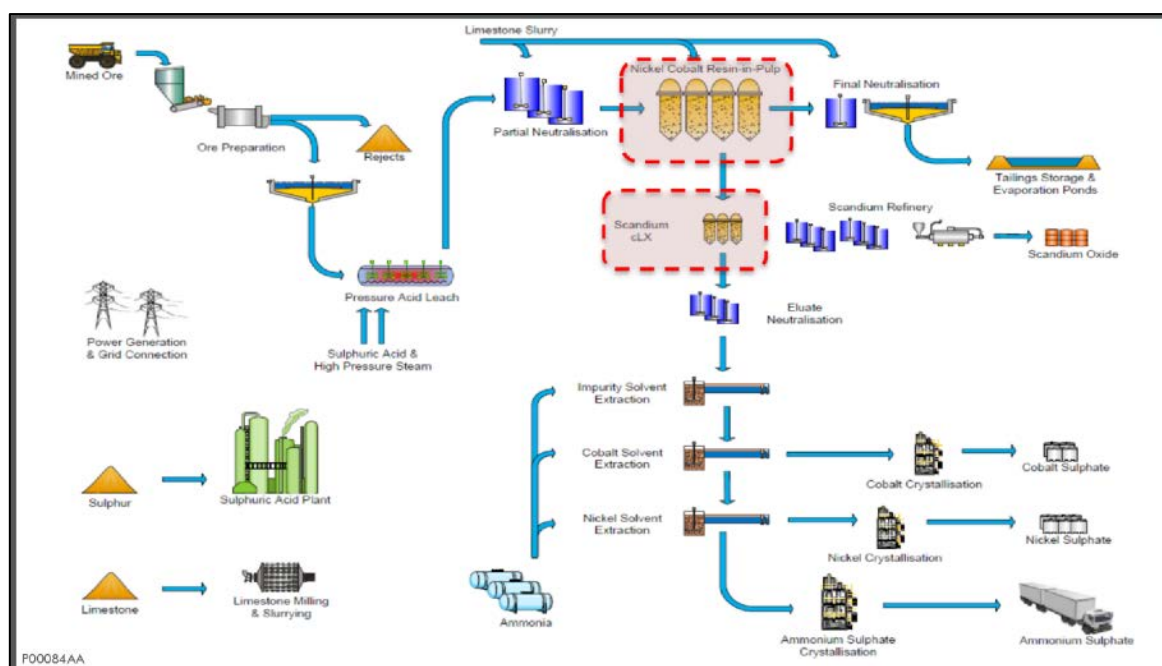 Limestone Slurry
Mined Ore
Nickel Cobalt Resin-in-Pulp
Final Neutralisation
Partial Neutralisation
Ore Preparation
Rejects
Tailings Storage &
Evaporation Ponds
Scandium
cLX
Scandium Refinery
Scandium Oxide
Pressure Acid Leach
Eluate
Neutralisation
Power Generation
& Grid Connection
Sulphuric Acid &
High Pressure Steam
Impurity Solvent
Extraction
Cobalt Solvent
Extraction
Cobalt Crystallisation
Cobalt Sulphate
Sulphur
Sulphuric Acid Plant
Nickel Solvent
Extraction
Nickel Crystallisation
Nickel Sulphate
Limestone
Limestone Milling
& Slurrying
Ammonia
Ammonium Sulphate
Crystallisation
Ammonium Sulphate
P00084AA